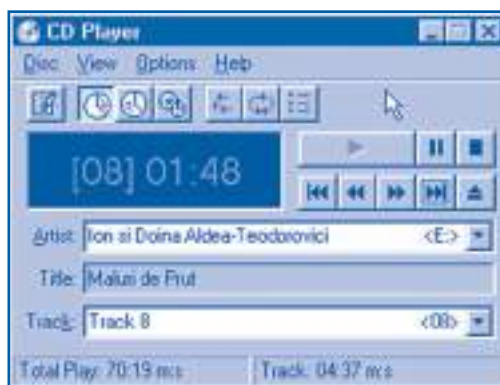 CD Player
Disc View Options Help
[08] 01:48
Artist: Ion si Doina Aldea-Teodorovici <E:>
Title: Maluri de Prut
Track: Track 8 <08>
Total Play: 70:19 m:s Track: 04:37 m:s